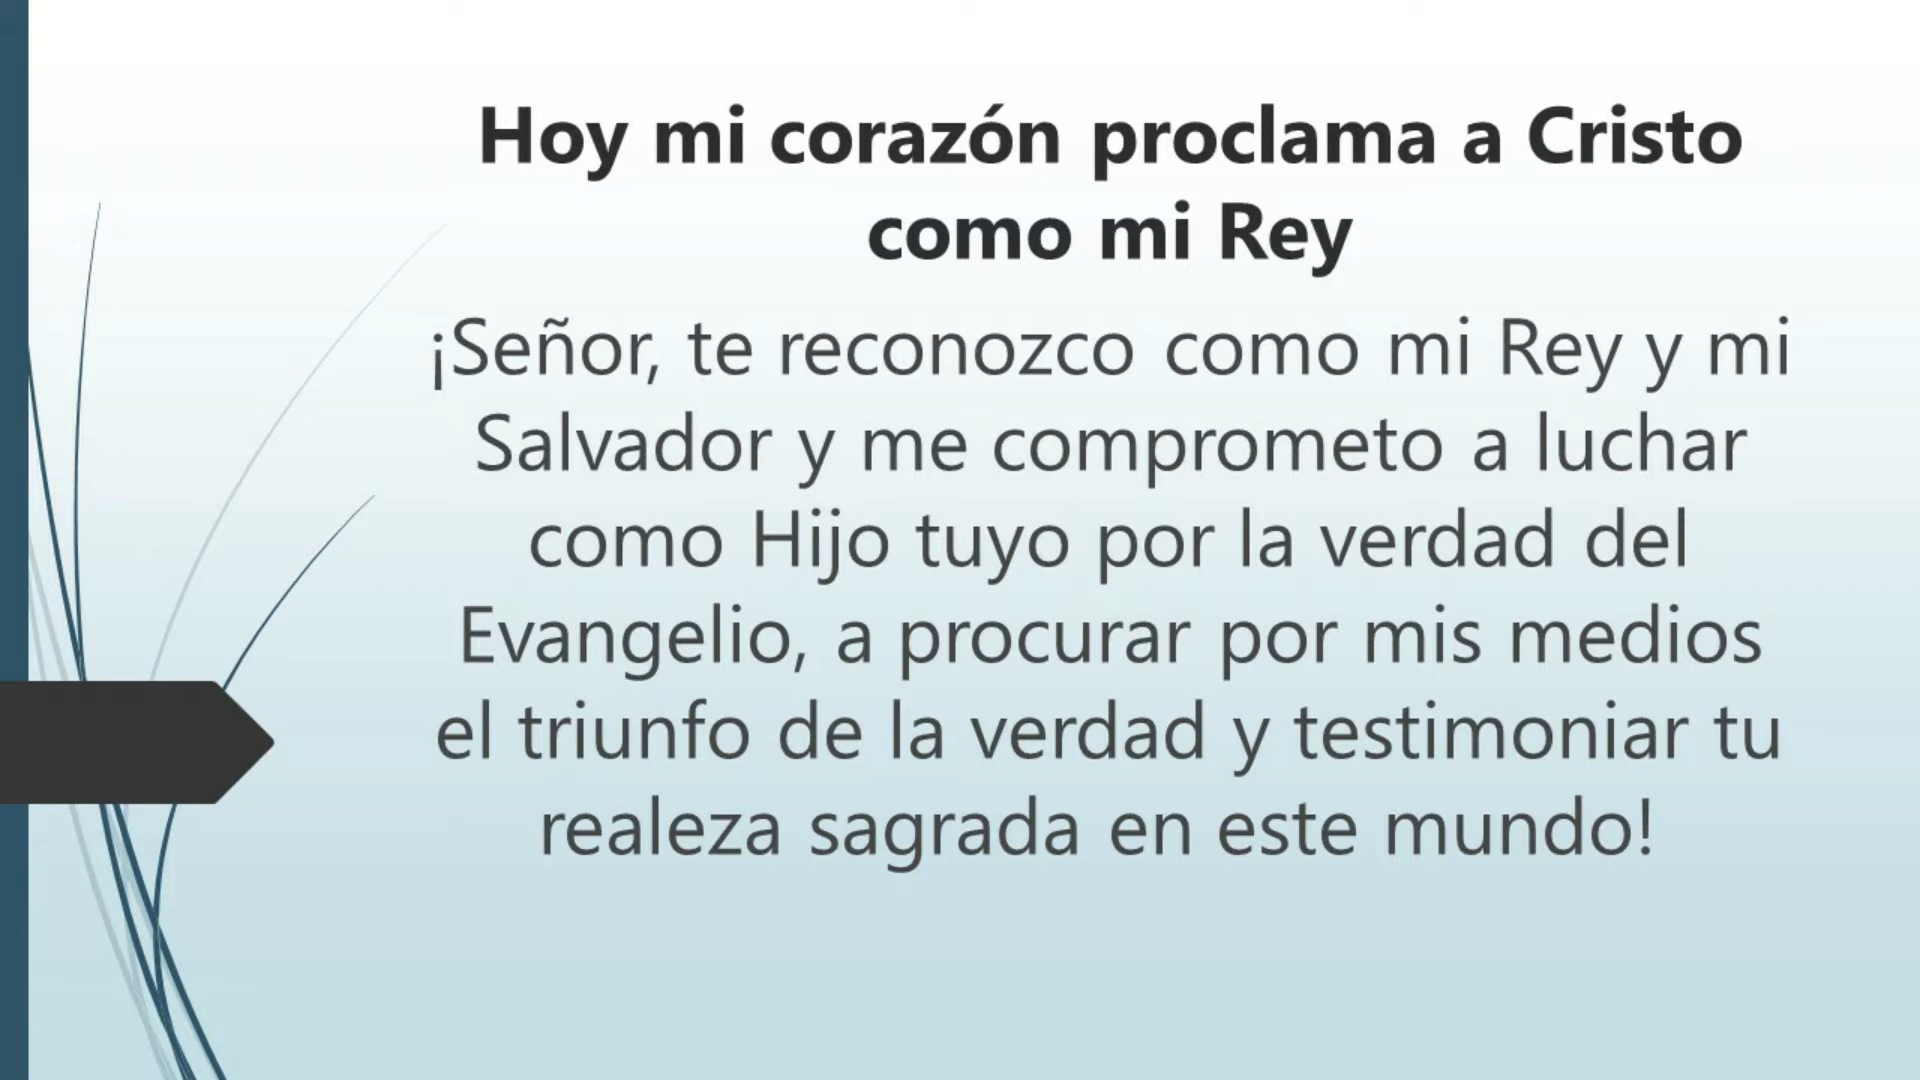 Hoy mi corazón proclama a Cristo
como mi Rey
¡Señor, te reconozco como mi Rey y mi
Salvador y me comprometo a luchar
como Hijo tuyo por la verdad del
Evangelio, a procurar por mis medios
el triunfo de la verdad y testimoniar tu
realeza sagrada en este mundo!